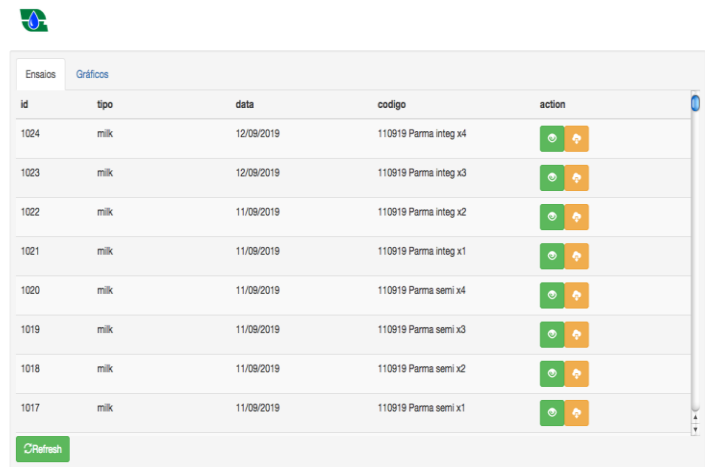 Ensaios Gráficos
id tipo data codigo action
1024 milk 12/09/2019 110919 Parma integ x4
1023 milk 12/09/2019 110919 Parma integ x3
1022 milk 11/09/2019 110919 Parma integ x2
1021 milk 11/09/2019 110919 Parma integ x1
1020 milk 11/09/2019 110919 Parma semi x4
1019 milk 11/09/2019 110919 Parma semi x3
1018 milk 11/09/2019 110919 Parma semi x2
1017 milk 11/09/2019 110919 Parma semi x1
Refresh